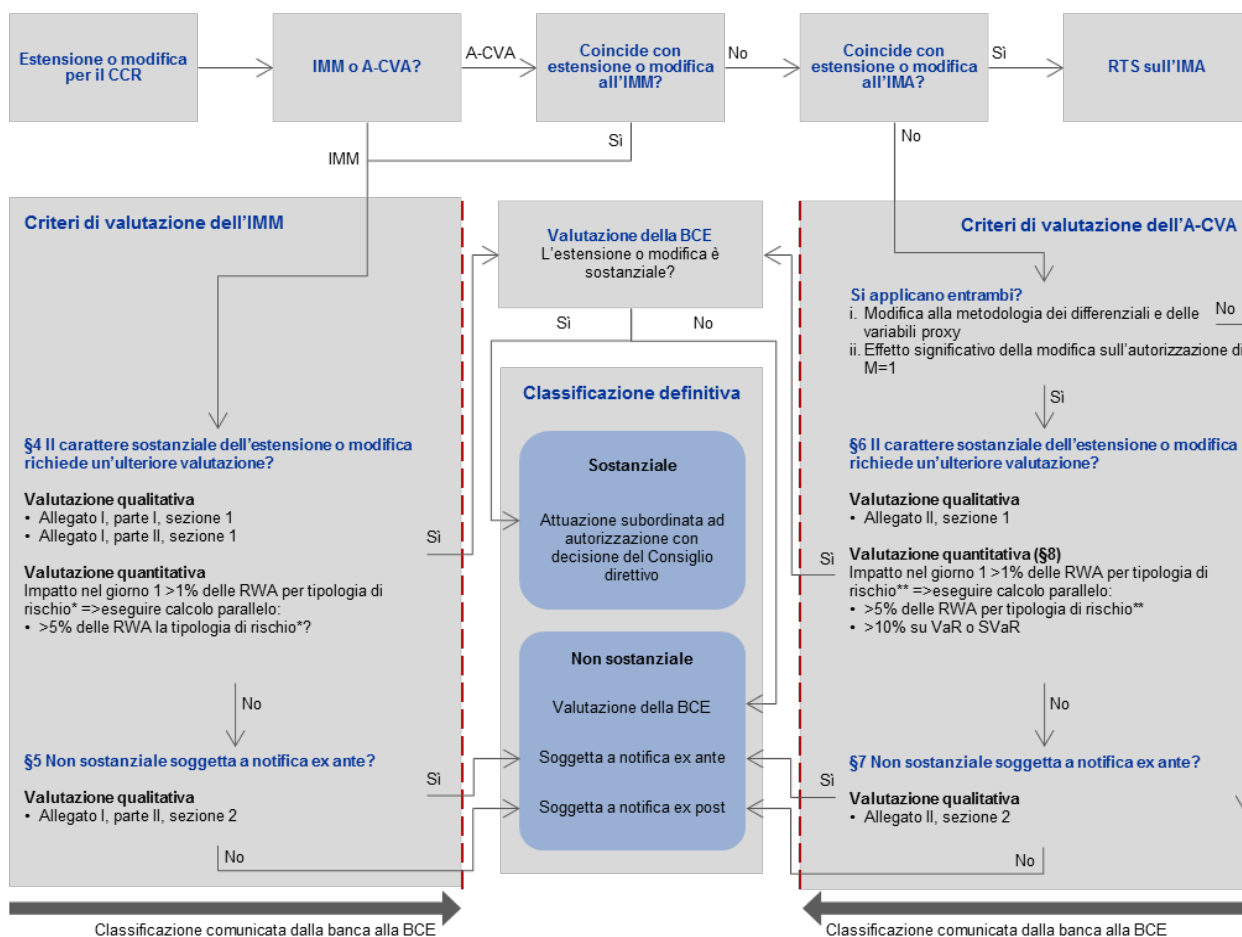 Estensione o modifica
per il CCR
IMM o A-CVA?
A-CVA
Coincide con
estensione o modifica
all'IMM?
No
Coincide con
estensione o modifica
all'IMA?
Sì
RTS sull'IMA
IMM
Sì
No
Criteri di valutazione dell'IMM
§4 Il carattere sostanziale dell'estensione o modifica
richiede un'ulteriore valutazione?
Valutazione qualitativa
• Allegato I, parte I, sezione 1
• Allegato I, parte II, sezione 1
Valutazione quantitativa
Impatto nel giorno 1 >1% delle RWA per tipologia di
rischio* =>eseguire calcolo parallelo:
• >5% delle RWA la tipologia di rischio*?
Sì
No
§5 Non sostanziale soggetta a notifica ex ante?
Valutazione qualitativa
• Allegato I, parte II, sezione 2
Sì
No
Valutazione della BCE
L'estensione o modifica è
sostanziale?
Sì
No
Classificazione definitiva
Sostanziale
Attuazione subordinata ad
autorizzazione con
decisione del Consiglio
direttivo
Non sostanziale
Valutazione della BCE
Soggetta a notifica ex ante
Soggetta a notifica ex post
Criteri di valutazione dell'A-CVA
Si applicano entrambi?
i. Modifica alla metodologia dei differenziali e delle
variabili proxy
ii. Effetto significativo della modifica sull'autorizzazione di
M=1
No
Sì
§6 Il carattere sostanziale dell'estensione o modifica
richiede un'ulteriore valutazione?
Valutazione qualitativa
• Allegato II, sezione 1
Valutazione quantitativa (§8)
Impatto nel giorno 1 >1% delle RWA per tipologia di
rischio** =>eseguire calcolo parallelo:
• >5% delle RWA per tipologia di rischio**
• >10% su VaR o SVaR
Sì
No
§7 Non sostanziale soggetta a notifica ex ante?
Valutazione qualitativa
• Allegato II, sezione 2
Sì
No
Classificazione comunicata dalla banca alla BCE
Classificazione comunicata dalla banca alla BCE